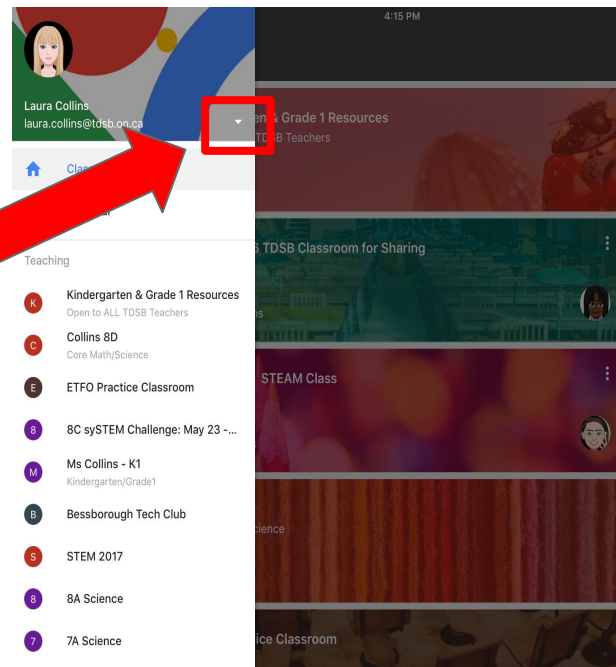 4:15 PM
Laura Collins
laura.collins@tdsb.on.ca
Teaching
Kindergarten & Grade 1 Resources
Open to ALL TDSB Teachers
K
Collins 8D
Core Math/Science
C
E
ETFO Practice Classroom
8
8C sySTEM Challenge: May 23 -...
M
Ms Collins - K1
Kindergarten/Grade1
B
Bessborough Tech Club
S
STEM 2017
8
8A Science
7
7A Science
& Grade 1 Resources
Teachers
TDSB Classroom for Sharing
STEAM Class
cience
ice Classroom